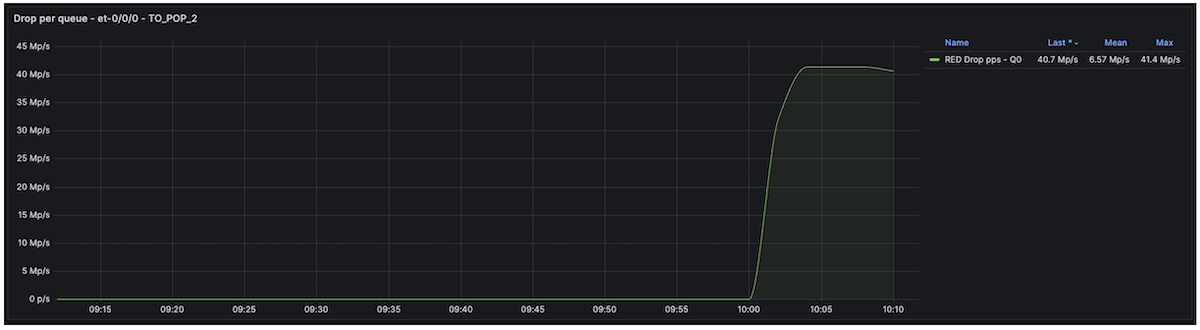 Drop per queue - et-0/0/0 - TO_POP_2
45 Mp/s
40 Mp/s
35 Mp/s
30 Mp/s
25 Mp/s
20 Mp/s
15 Mp/s
10 Mp/s
5 Mp/s
0 p/s
09:15 09:20 09:25 09:30 09:35 09:40 09:45 09:50 09:55 10:00 10:05 10:10
Name Last * Mean Max
RED Drop pps - Q0 40.7 Mp/s 6.57 Mp/s 41.4 Mp/s